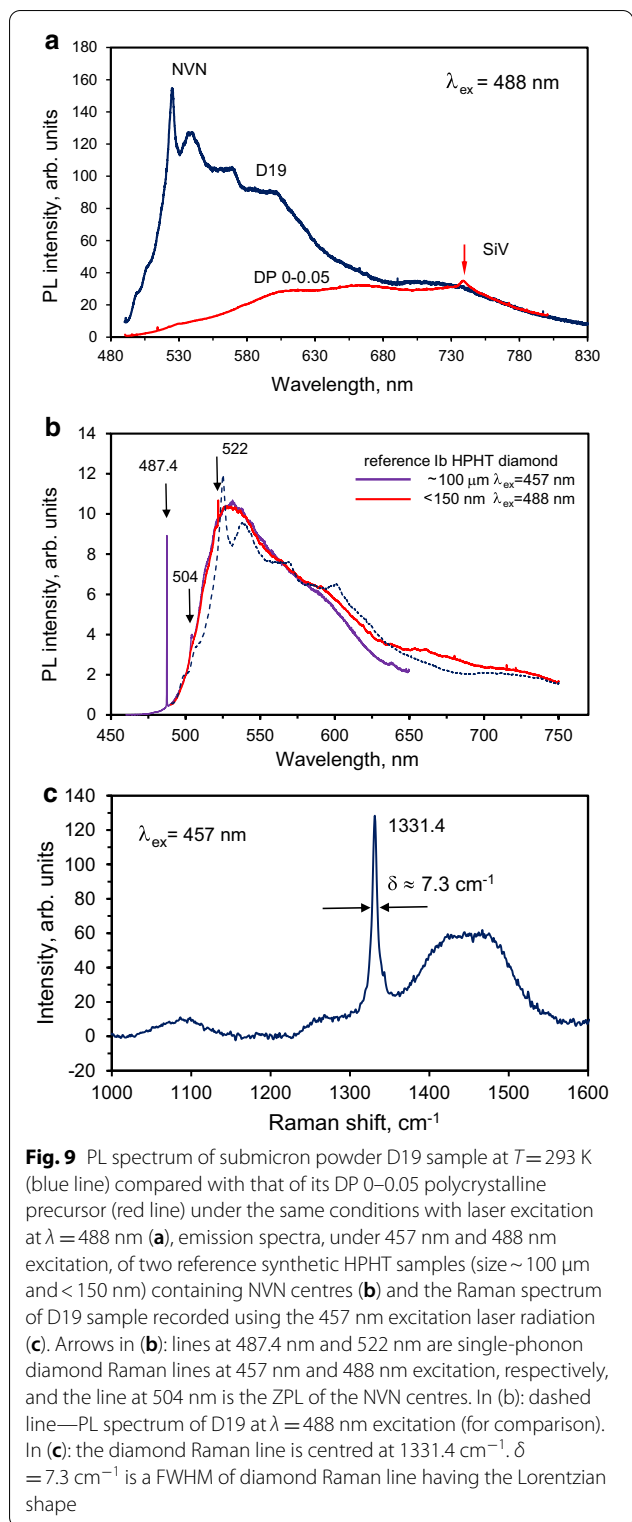 a
180
160
140
120
100
80
60
40
20
0
PL intensity, arb. units
NVN
λex = 488 nm
D19
SiV
DP 0-0.05
480 530 580 630 680 730 780 830
Wavelength, nm
b
14
12
10
8
6
4
2
0
PL intensity, arb. units
522
487.4
504
reference Ib HPHT diamond
~100 μm λex=457 nm
<150 nm λex=488 nm
450 500 550 600 650 700 750
Wavelength, nm
c
140
120
100
80
60
40
20
0
-20
Intensity, arb. units
λex = 457 nm
1331.4
δ ≈ 7.3 cm-1
1000 1100 1200 1300 1400 1500 1600
Raman shift, cm-1
Fig. 9 PL spectrum of submicron powder D19 sample at T = 293 K
(blue line) compared with that of its DP 0–0.05 polycrystalline
precursor (red line) under the same conditions with laser excitation
at λ = 488 nm (a), emission spectra, under 457 nm and 488 nm
excitation, of two reference synthetic HPHT samples (size ~ 100 μm
and < 150 nm) containing NVN centres (b) and the Raman spectrum
of D19 sample recorded using the 457 nm excitation laser radiation
(c). Arrows in (b): lines at 487.4 nm and 522 nm are single-phonon
diamond Raman lines at 457 nm and 488 nm excitation, respectively,
and the line at 504 nm is the ZPL of the NVN centres. In (b): dashed
line—PL spectrum of D19 at λ = 488 nm excitation (for comparison).
In (c): the diamond Raman line is centred at 1331.4 cm−1. δ
= 7.3 cm−1 is a FWHM of diamond Raman line having the Lorentzian
shape